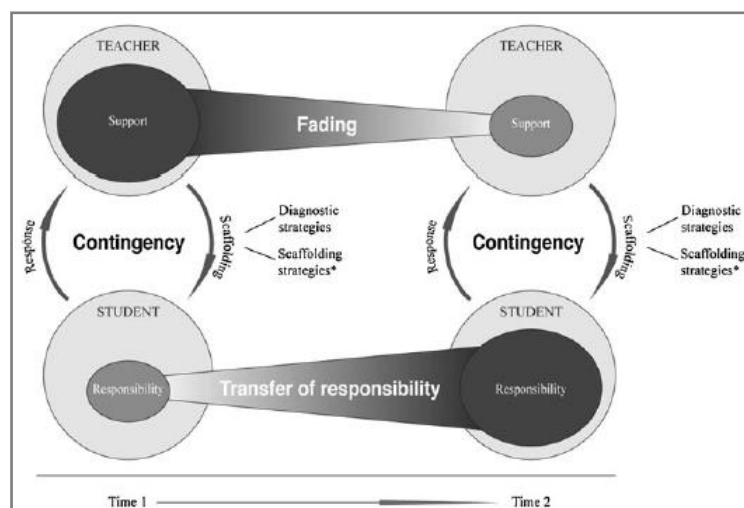 TEACHER
TEACHER
Support
Fading
Support
Response
Contingency
Scaffolding
Diagnostic
strategies
Scaffolding
strategies*
Response
Contingency
Scaffolding
Diagnostic
strategies
Scaffolding
strategies*
STUDENT
STUDENT
Responsibility
Transfer of responsibility
Responsibility
Time 1
Time 2